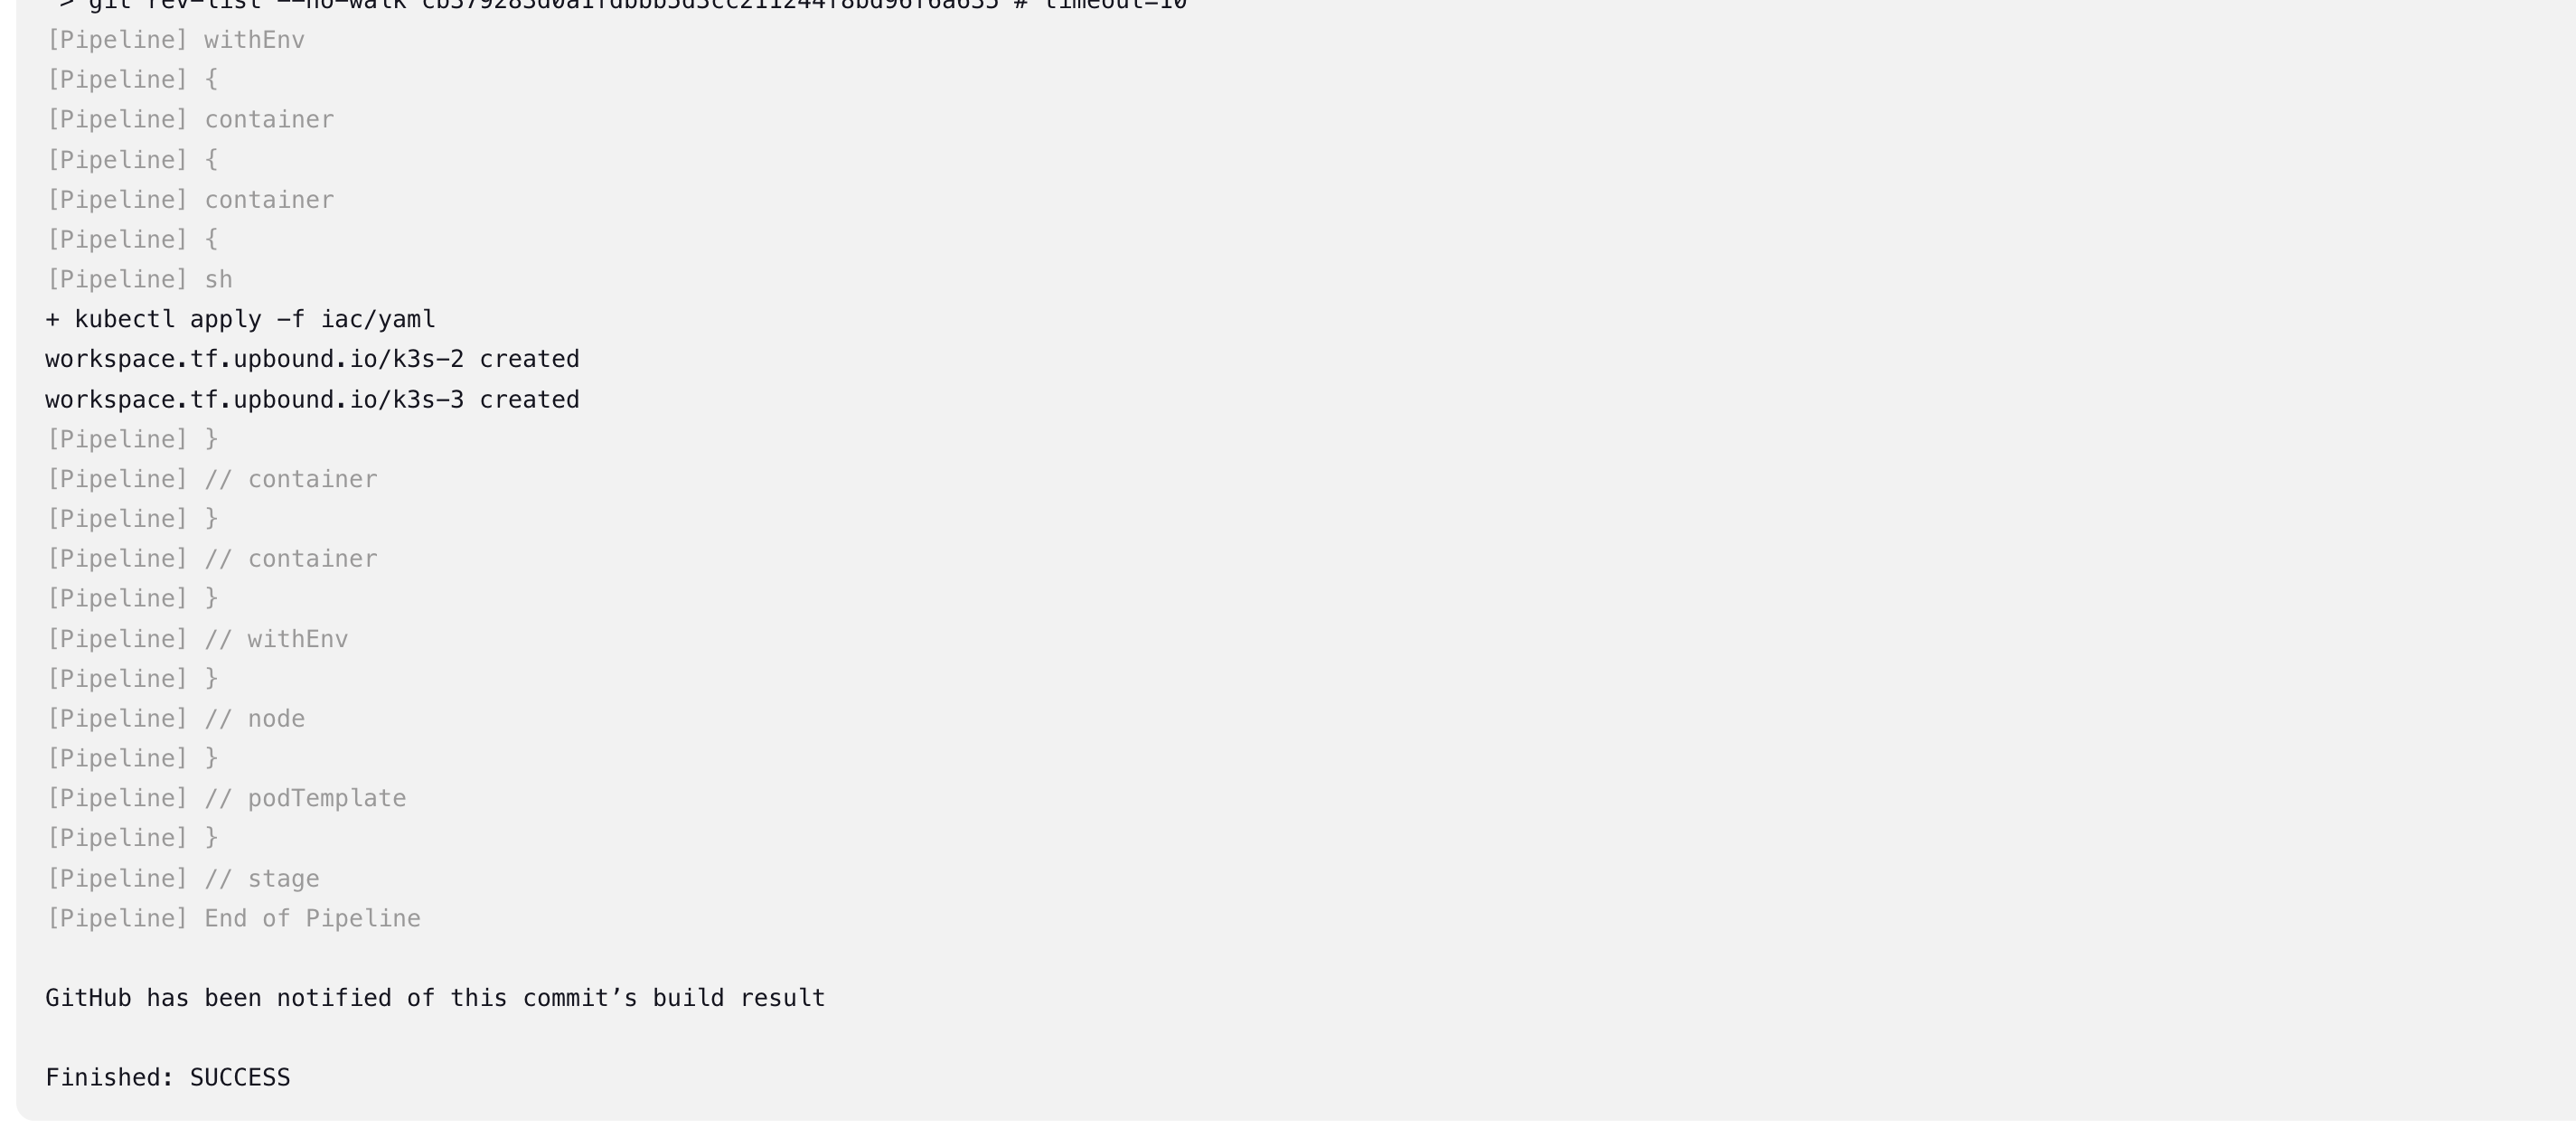 > git rev-list --no-walk cb379283d0a1fdbbb5d3cc211244f8bd96f6a635 # timeout=10
[Pipeline] withEnv
[Pipeline] {
[Pipeline] container
[Pipeline] {
[Pipeline] container
[Pipeline] {
[Pipeline] sh
+ kubectl apply -f iac/yaml
workspace.tf.upbound.io/k3s-2 created
workspace.tf.upbound.io/k3s-3 created
[Pipeline] }
[Pipeline] // container
[Pipeline] }
[Pipeline] // container
[Pipeline] }
[Pipeline] // withEnv
[Pipeline] }
[Pipeline] // node
[Pipeline] }
[Pipeline] // podTemplate
[Pipeline] }
[Pipeline] // stage
[Pipeline] End of Pipeline
GitHub has been notified of this commit’s build result
Finished: SUCCESS